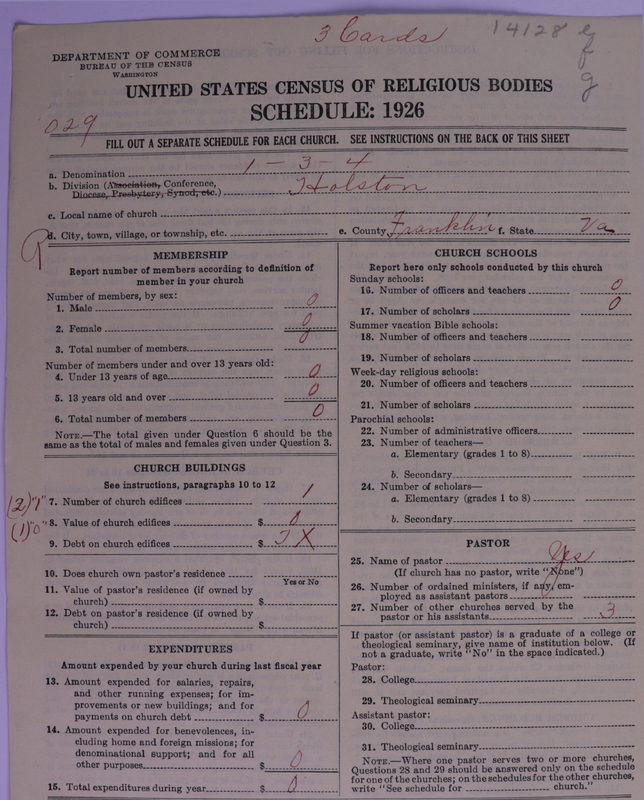 3 Cards
14128 e f g
DEPARTMENT OF COMMERCE
BUREAU OF THE CENSUS
WASHINGTON
UNITED STATES CENSUS OF RELIGIOUS BODIES
SCHEDULE: 1926
029
FILL OUT A SEPARATE SCHEDULE FOR EACH CHURCH. SEE INSTRUCTIONS ON THE BACK OF THIS SHEET
a. Denomination 1-3-4
b. Division (Association, Conference, Holston
Diocese, Presbytery, Synod, etc.)
c. Local name of church
d. City, town, village, or township, etc. e. County, Franklin f. State Va
MEMBERSHIP
Report number of members according to definition of
member in your church
Number of members, by sex:
1. Male 0
2. Female 0
3. Total number of members 0
Number of members under and over 13 years old:
4. Under 13 years of age 0
5. 13 years old and over 0
6. Total number of members 0
NOTE.—The total given under Question 6 should be the
same as the total of males and females given under Question 3.
CHURCH BUILDINGS
See instructions, paragraphs 10 to 12
(2) "1" 7. Number of church edifices 1
(1) "0" 8. Value of church edifices $ 0
9. Debt on church edifices $ X
10. Does church own pastor's residence
Yes or No
11. Value of pastor's residence (if owned by
church) $
12. Debt on pastor's residence (if owned by
church) $
EXPENDITURES
Amount expended by your church during last fiscal year
13. Amount expended for salaries, repairs,
and other running expenses; for im-
provements or new buildings; and for
payments on church debt $ 0
14. Amount expended for benevolences, in-
cluding home and foreign missions; for
denominational support; and for all
other purposes $ 0
15. Total expenditures during year $ 0
CHURCH SCHOOLS
Report here only schools conducted by this church
Sunday schools:
16. Number of officers and teachers 0
17. Number of scholars 0
Summer vacation Bible schools:
18. Number of officers and teachers
19. Number of scholars
Week-day religious schools:
20. Number of officers and teachers
21. Number of scholars
Parochial schools:
22. Number of administrative officers
23. Number of teachers—
a. Elementary (grades 1 to 8)
b. Secondary
24. Number of scholars—
a. Elementary (grades 1 to 8)
b. Secondary
PASTOR
25. Name of pastor Yes
(If church has no pastor, write "None")
26. Number of ordained ministers, if any, em-
ployed as assistant pastors
27. Number of other churches served by the
pastor or his assistants 3
If pastor (or assistant pastor) is a graduate of a college or
theological seminary, give name of institution below. (If
not a graduate, write "No" in the space indicated.)
Pastor:
28. College
29. Theological seminary
Assistant pastor:
30. College
31. Theological seminary
NOTE.—Where one pastor serves two or more churches,
Questions 28 and 29 should be answered only on the schedule
for one of the churches; on the schedules for the other churches,
write "See schedule for church."